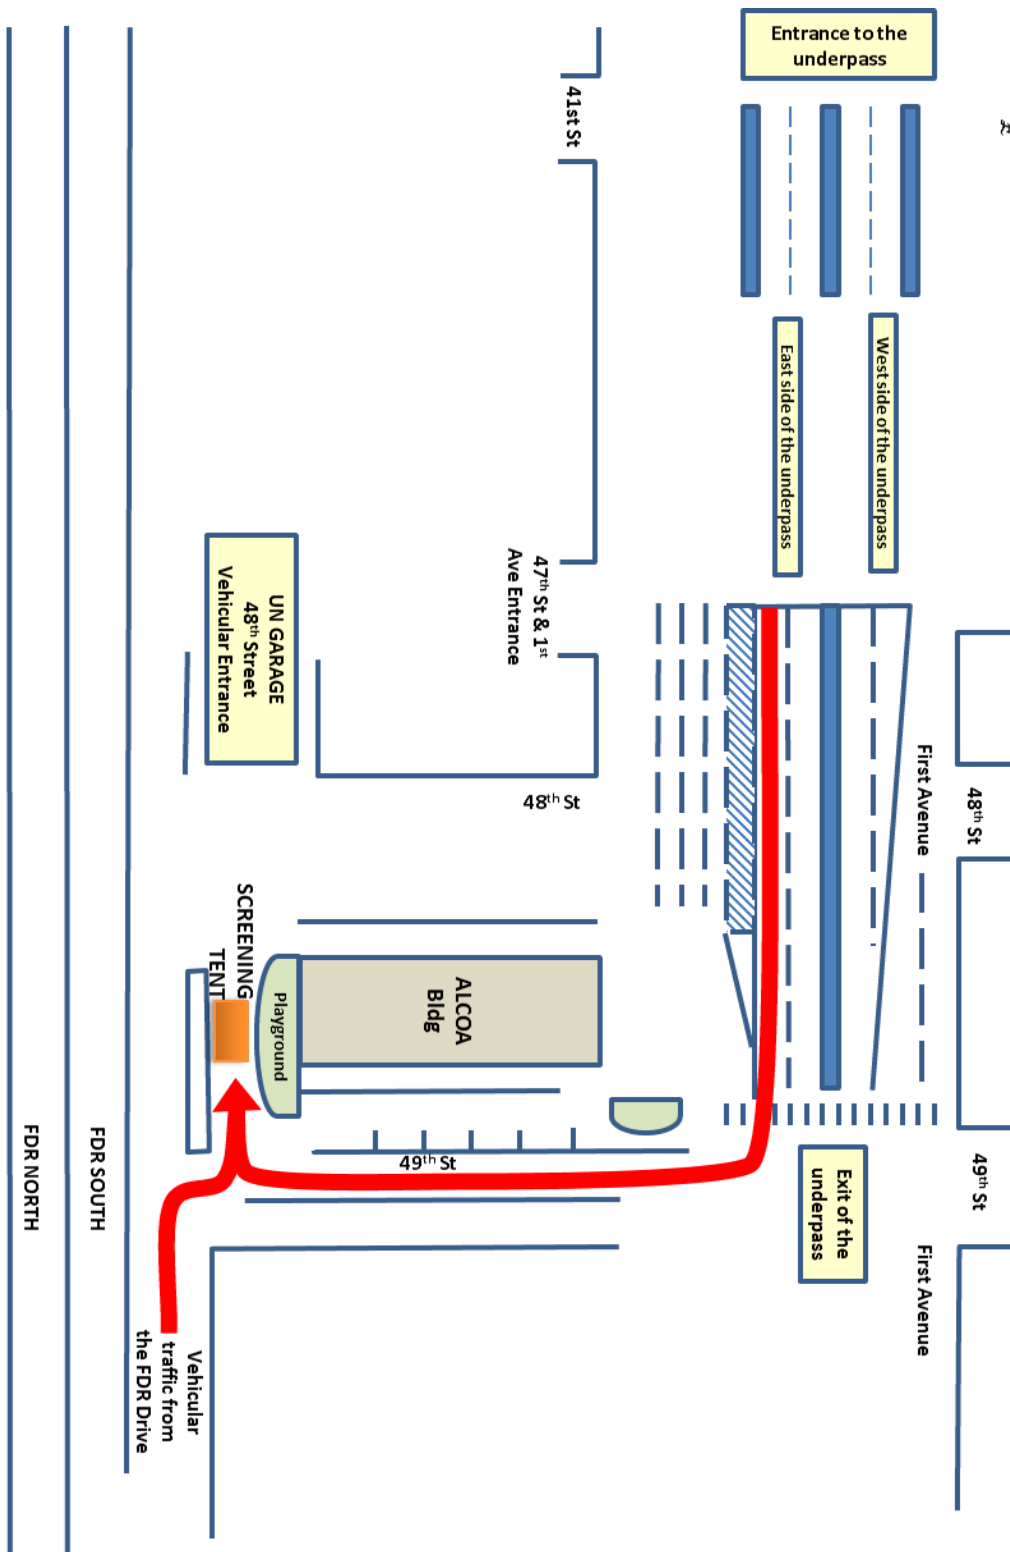 Entrance to the
underpass
41st St
West side of the underpass
East side of the underpass
47th St & 1st
Ave Entrance
UN GARAGE
48th Street
Vehicular Entrance
First Avenue
48th St
48th St
SCREENING
TENT
Playground
ALCOA
Bldg
49th St
49th St
Exit of the
underpass
First Avenue
FDR SOUTH
FDR NORTH
Vehicular
traffic from
the FDR Drive